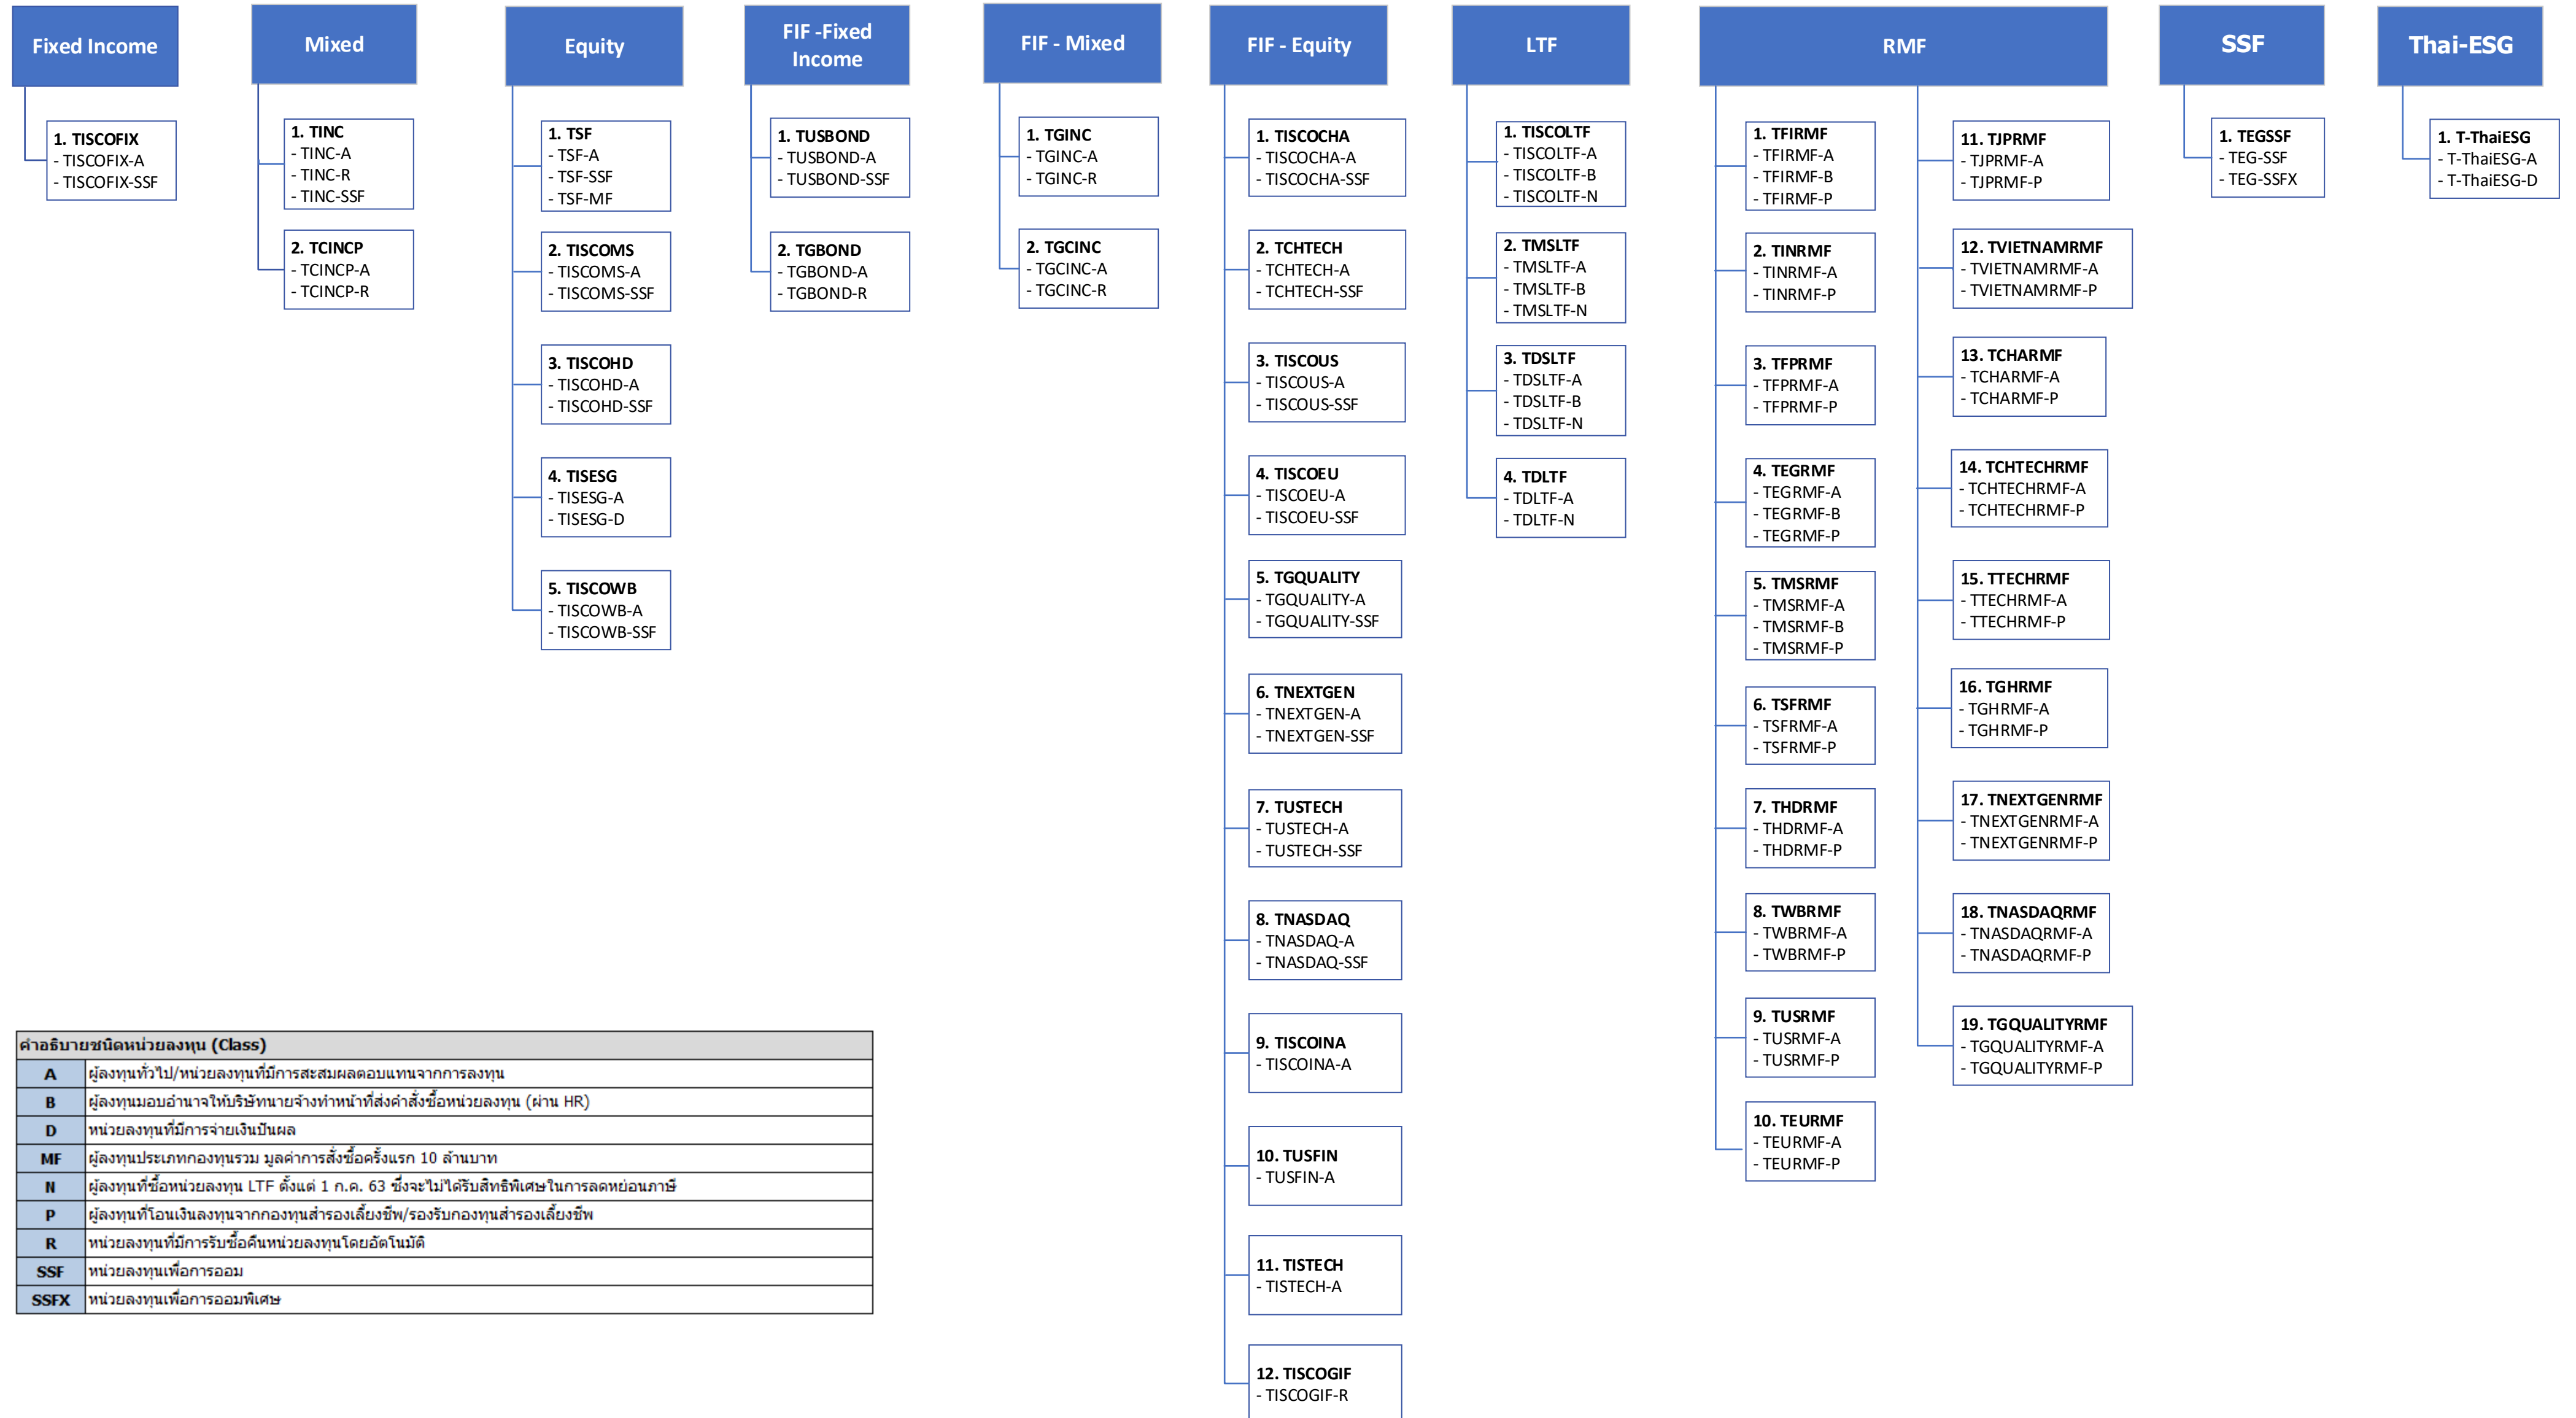 Fixed Income
1. TISCOFIX
- TISCOFIX-A
- TISCOFIX-SSF
Mixed
1. TINC
- TINC-A
- TINC-R
- TINC-SSF
2. TCINCP
- TCINCP-A
- TCINCP-R
Equity
1. TSF
- TSF-A
- TSF-SSF
- TSF-MF
2. TISCOMS
- TISCOMS-A
- TISCOMS-SSF
3. TISCOHD
- TISCOHD-A
- TISCOHD-SSF
4. TISESG
- TISESG-A
- TISESG-D
5. TISCOWB
- TISCOWB-A
- TISCOWB-SSF
FIF -Fixed
Income
1. TUSBOND
- TUSBOND-A
- TUSBOND-SSF
2. TGBOND
- TGBOND-A
- TGBOND-R
FIF - Mixed
1. TGINC
- TGINC-A
- TGINC-R
2. TGCINC
- TGCINC-A
- TGCINC-R
FIF - Equity
1. TISCOCHA
- TISCOCHA-A
- TISCOCHA-SSF
2. TCHTECH
- TCHTECH-A
- TCHTECH-SSF
3. TISCOUS
- TISCOUS-A
- TISCOUS-SSF
4. TISCOEU
- TISCOEU-A
- TISCOEU-SSF
5. TGQUALITY
- TGQUALITY-A
- TGQUALITY-SSF
6. TNEXTGEN
- TNEXTGEN-A
- TNEXTGEN-SSF
7. TUSTECH
- TUSTECH-A
- TUSTECH-SSF
8. TNASDAQ
- TNASDAQ-A
- TNASDAQ-SSF
9. TISCOINA
- TISCOINA-A
10. TUSFIN
- TUSFIN-A
11. TISTECH
- TISTECH-A
12. TISCOGIF
- TISCOGIF-R
LTF
1. TISCOLTF
- TISCOLTF-A
- TISCOLTF-B
- TISCOLTF-N
2. TMSLTF
- TMSLTF-A
- TMSLTF-B
- TMSLTF-N
3. TDSLTF
- TDSLTF-A
- TDSLTF-B
- TDSLTF-N
4. TDLTF
- TDLTF-A
- TDLTF-N
RMF
1. TFIRMF
- TFIRMF-A
- TFIRMF-B
- TFIRMF-P
2. TINRMF
- TINRMF-A
- TINRMF-P
3. TFPRMF
- TFPRMF-A
- TFPRMF-P
4. TEGRMF
- TEGRMF-A
- TEGRMF-B
- TEGRMF-P
5. TMSRMF
- TMSRMF-A
- TMSRMF-B
- TMSRMF-P
6. TSFRMF
- TSFRMF-A
- TSFRMF-P
7. THDRMF
- THDRMF-A
- THDRMF-P
8. TWBRMF
- TWBRMF-A
- TWBRMF-P
9. TUSRMF
- TUSRMF-A
- TUSRMF-P
10. TEURMF
- TEURMF-A
- TEURMF-P
11. TJPRMF
- TJPRMF-A
- TJPRMF-P
12. TVIETNAMRMF
- TVIETNAMRMF-A
- TVIETNAMRMF-P
13. TCHARMF
- TCHARMF-A
- TCHARMF-P
14. TCHTECHRMF
- TCHTECHRMF-A
- TCHTECHRMF-P
15. TTECHRMF
- TTECHRMF-A
- TTECHRMF-P
16. TGHRMF
- TGHRMF-A
- TGHRMF-P
17. TNEXTGENRMF
- TNEXTGENRMF-A
- TNEXTGENRMF-P
18. TNASDAQRMF
- TNASDAQRMF-A
- TNASDAQRMF-P
19. TGQUALITYRMF
- TGQUALITYRMF-A
- TGQUALITYRMF-P
SSF
1. TEGSSF
- TEG-SSF
- TEG-SSFX
Thai-ESG
1. T-ThaiESG
- T-ThaiESG-A
- T-ThaiESG-D
คำอธิบายชนิดหน่วยลงทุน (Class)
A ผู้ลงทุนทั่วไป/หน่วยลงทุนที่มีการสะสมผลตอบแทนจากการลงทุน
B ผู้ลงทุนมอบอำนาจให้บริษัทนายจ้างทำหน้าที่ส่งคำสั่งซื้อหน่วยลงทุน (ผ่าน HR)
D หน่วยลงทุนที่มีการจ่ายเงินปันผล
MF ผู้ลงทุนประเภทกองทุนรวม มูลค่าการสั่งซื้อครั้งแรก 10 ล้านบาท
N ผู้ลงทุนที่ซื้อหน่วยลงทุน LTF ตั้งแต่ 1 ก.ค. 63 ซึ่งจะไม่ได้รับสิทธิพิเศษในการลดหย่อนภาษี
P ผู้ลงทุนที่โอนเงินลงทุนจากกองทุนสำรองเลี้ยงชีพ/รองรับกองทุนสำรองเลี้ยงชีพ
R หน่วยลงทุนที่มีการรับซื้อคืนหน่วยลงทุนโดยอัตโนมัติ
SSF หน่วยลงทุนเพื่อการออม
SSFX หน่วยลงทุนเพื่อการออมพิเศษ